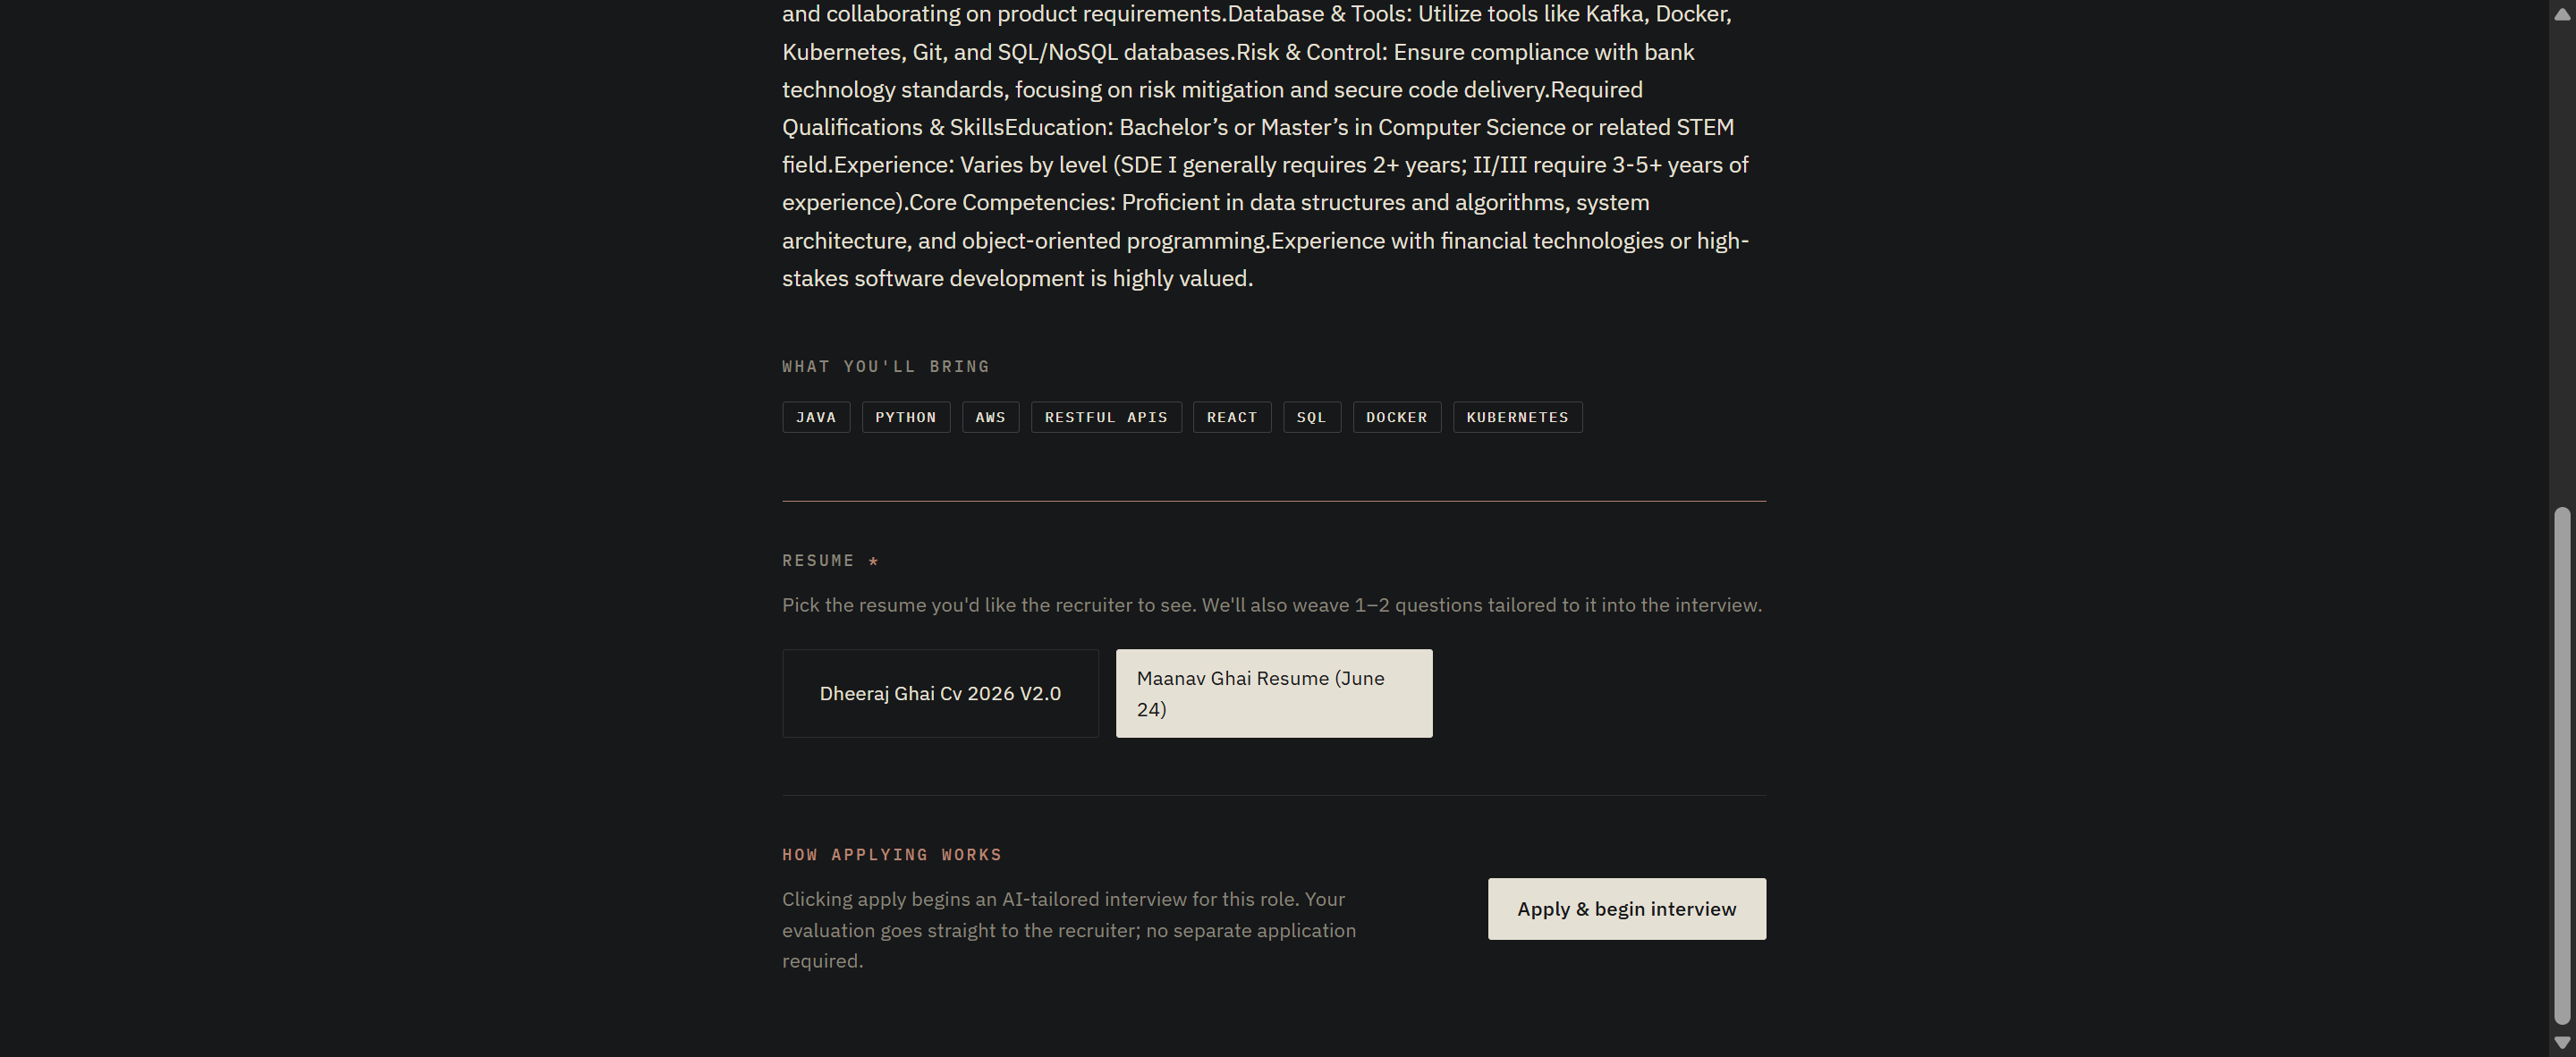 and collaborating on product requirements.Database & Tools: Utilize tools like Kafka, Docker,
Kubernetes, Git, and SQL/NoSQL databases.Risk & Control: Ensure compliance with bank
technology standards, focusing on risk mitigation and secure code delivery.Required
Qualifications & SkillsEducation: Bachelor’s or Master’s in Computer Science or related STEM
field.Experience: Varies by level (SDE I generally requires 2+ years; II/III require 3-5+ years of
experience).Core Competencies: Proficient in data structures and algorithms, system
architecture, and object-oriented programming.Experience with financial technologies or high-
stakes software development is highly valued.
WHAT YOU'LL BRING
JAVA PYTHON AWS RESTFUL APIS REACT SQL DOCKER KUBERNETES
RESUME *
Pick the resume you'd like the recruiter to see. We'll also weave 1–2 questions tailored to it into the interview.
Dheeraj Ghai Cv 2026 V2.0
Maanav Ghai Resume (June
24)
HOW APPLYING WORKS
Clicking apply begins an AI-tailored interview for this role. Your
evaluation goes straight to the recruiter; no separate application
required.
Apply & begin interview